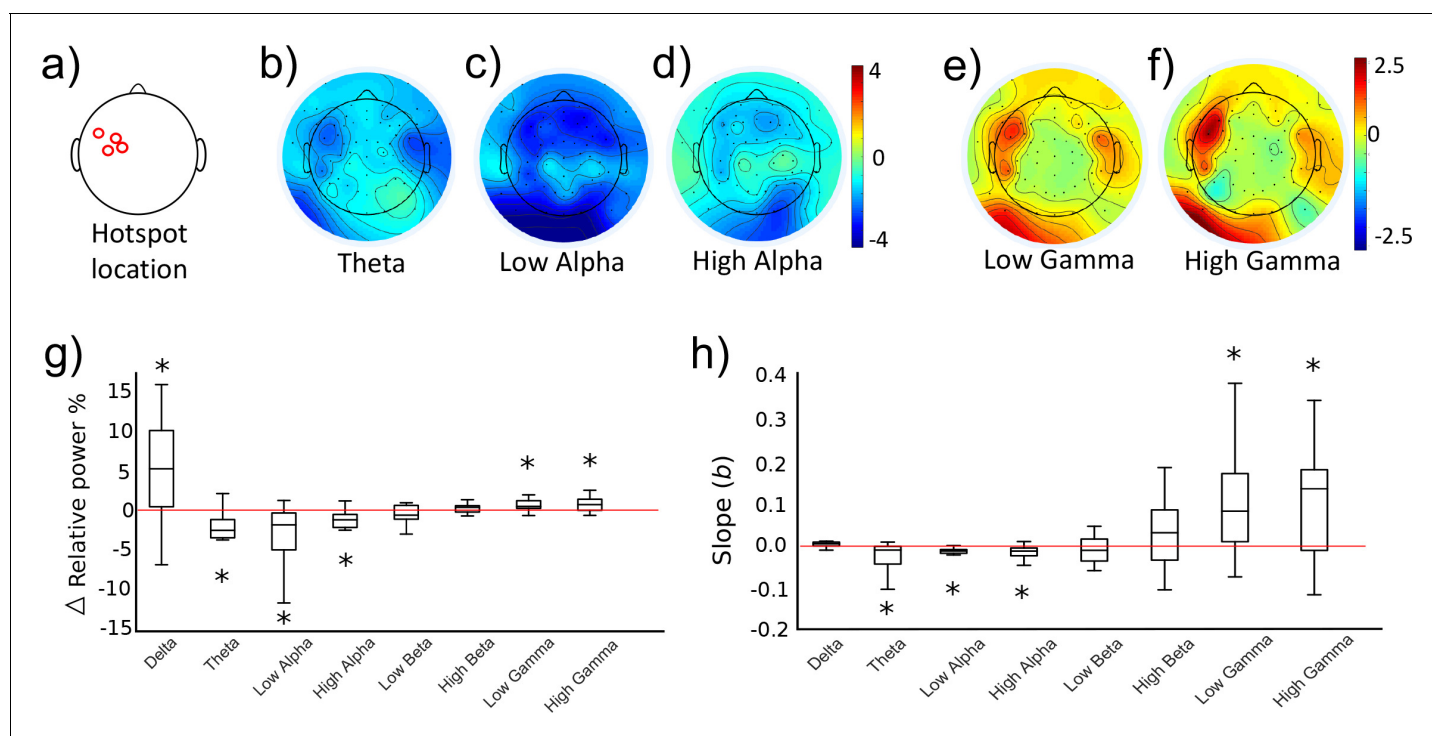 a)
Hotspot
location
b)
Theta
c)
Low Alpha
d)
High Alpha
4
0
-4
e)
Low Gamma
f)
High Gamma
2.5
0
-2.5
g)
△ Relative power %
15
10
5
0
-5
-10
-15
*
*
*
*
*
*
Delta
Theta
Low Alpha
High Alpha
Low Beta
High Beta
Low Gamma
High Gamma
h)
Slope (b)
0.4
0.3
0.2
0.1
0.0
-0.1
-0.2
*
*
*
*
*
Delta
Theta
Low Alpha
High Alpha
Low Beta
High Beta
Low Gamma
High Gamma